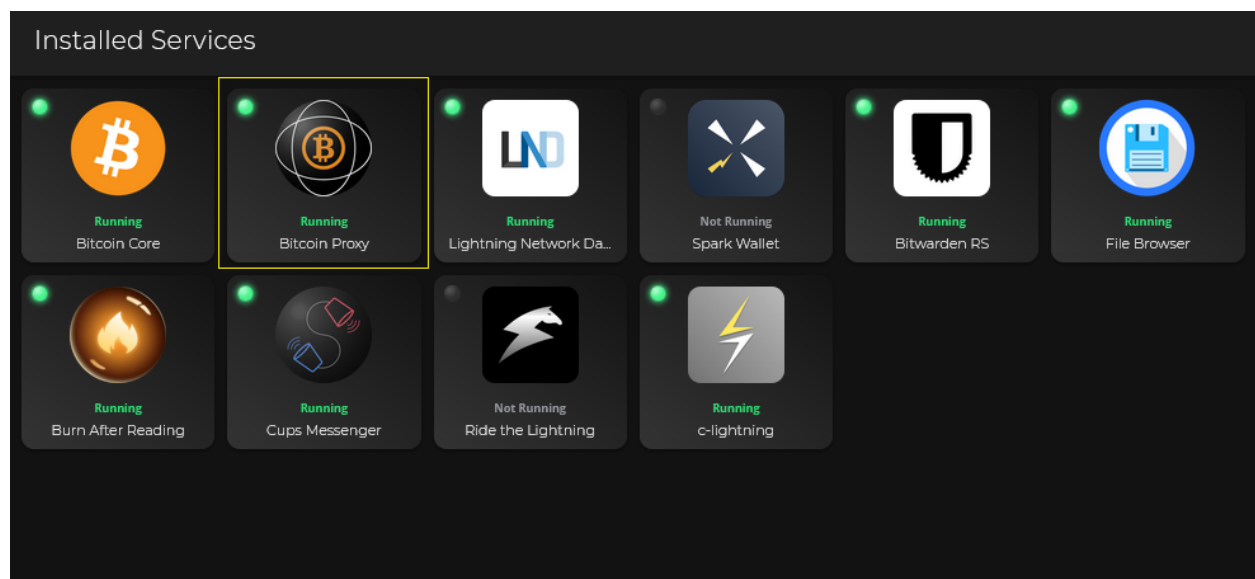 Installed Services
Running
Bitcoin Core
Running
Bitcoin Proxy
LND
Running
Lightning Network Da...
Not Running
Spark Wallet
Running
Bitwarden RS
Running
File Browser
Running
Burn After Reading
Running
Cups Messenger
Not Running
Ride the Lightning
Running
c-lightning